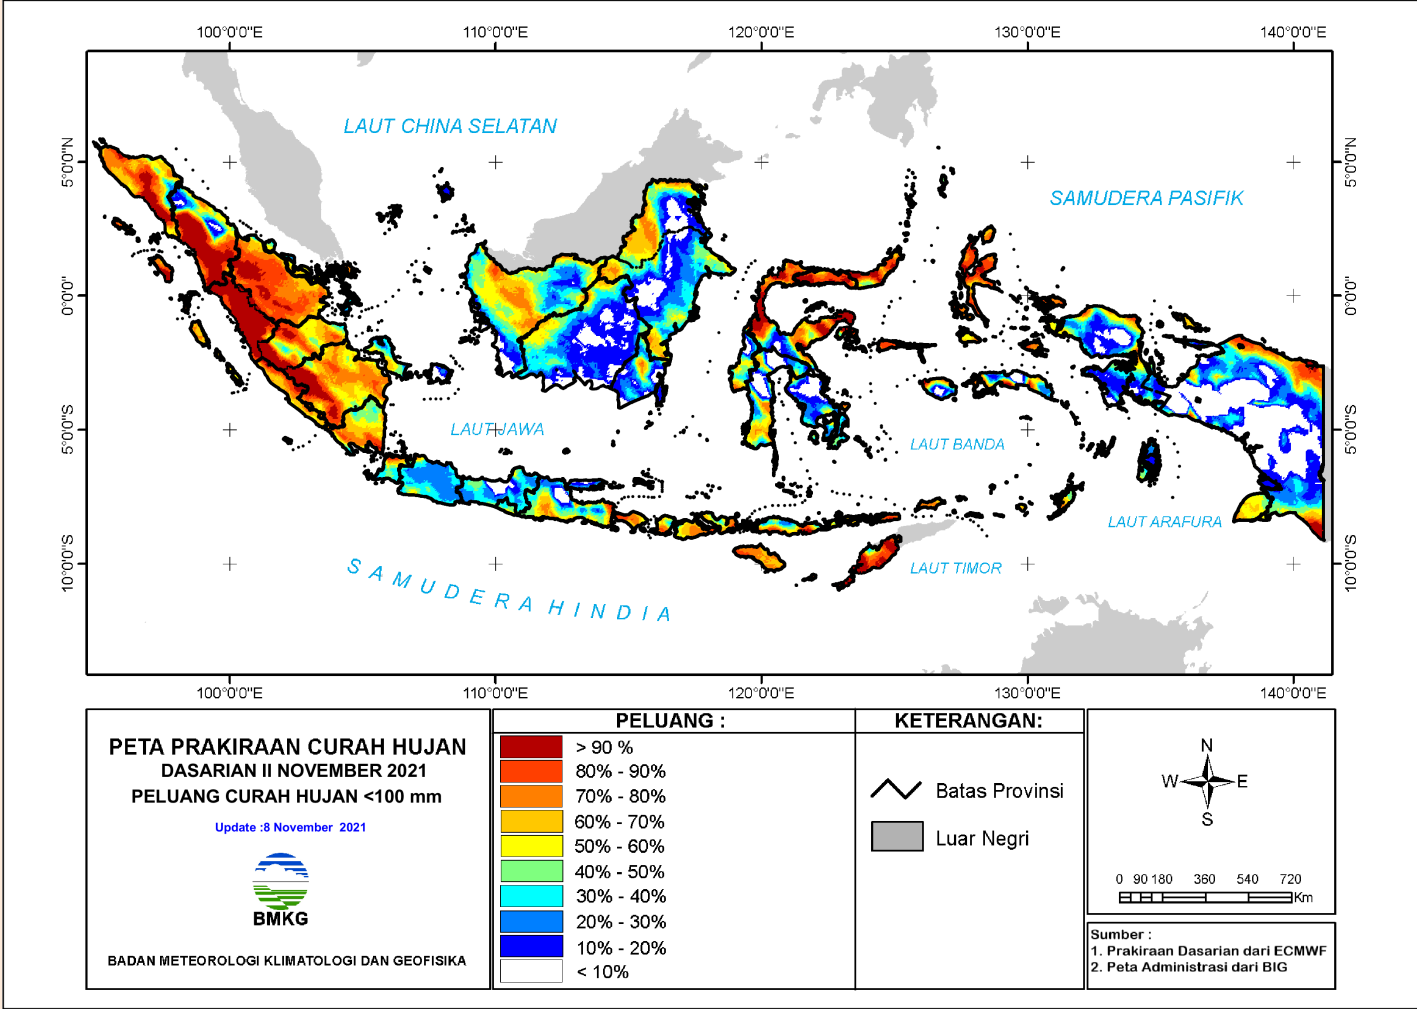 100°0'0"E 110°0'0"E 120°0'0"E 130°0'0"E 140°0'0"E
5°0'0"N
0°0'0"
5°0'0"S
10°0'0"S
LAUT CHINA SELATAN
SAMUDERA PASIFIK
LAUT JAWA
LAUT BANDA
LAUT ARAFURA
LAUT TIMOR
SAMUDERA HINDIA
5°0'0"N
0°0'0"
5°0'0"S
10°0'0"S
100°0'0"E 110°0'0"E 120°0'0"E 130°0'0"E 140°0'0"E
PETA PRAKIRAAN CURAH HUJAN
DASARIAN II NOVEMBER 2021
PELUANG CURAH HUJAN <100 mm
Update :8 November 2021
BMKG
BADAN METEOROLOGI KLIMATOLOGI DAN GEOFISIKA
PELUANG :
> 90 %
80% - 90%
70% - 80%
60% - 70%
50% - 60%
40% - 50%
30% - 40%
20% - 30%
10% - 20%
< 10%
KETERANGAN:
Batas Provinsi
Luar Negri
N
W E
S
0 90 180 360 540 720
Km
Sumber :
1. Prakiraan Dasarian dari ECMWF
2. Peta Administrasi dari BIG